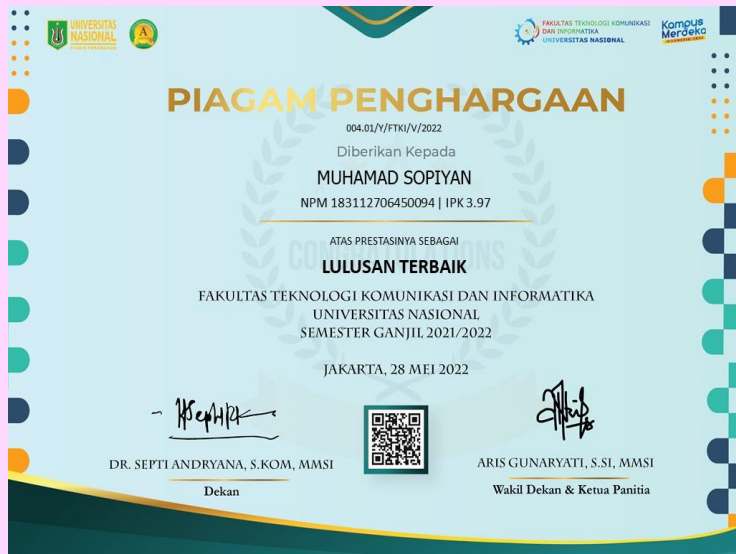 UNIVERSITAS
NASIONAL
A
FAKULTAS TEKNOLOGI KOMUNIKASI
DAN INFORMATIKA
UNIVERSITAS NASIONAL
Kampus
Merdeka
INDONESIA JAYA
PIAGAM PENGHARGAAN
004.01/Y/FTKI/V/2022
Diberikan Kepada
MUHAMAD SOPIYAN
NPM 183112706450094 | IPK 3.97
ATAS PRESTASINYA SEBAGAI
CONGRATULATIONS
LULUSAN TERBAIK
FAKULTAS TEKNOLOGI KOMUNIKASI DAN INFORMATIKA
UNIVERSITAS NASIONAL
SEMESTER GANJIL 2021/2022
JAKARTA, 28 MEI 2022
DR. SEPTI ANDRYANA, S.KOM, MMSI
Dekan
ARIS GUNARYATI, S.SI, MMSI
Wakil Dekan & Ketua Panitia